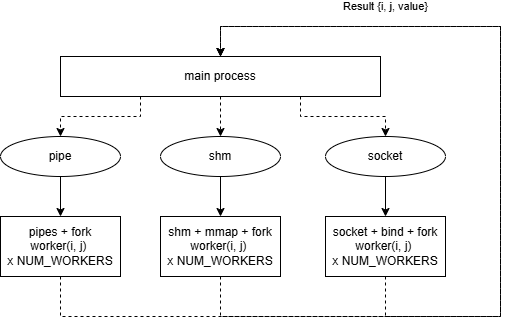 Result {i, j, value}
main process
pipe
shm
socket
pipes + fork
worker(i, j)
x NUM_WORKERS
shm + mmap + fork
worker(i, j)
x NUM_WORKERS
socket + bind + fork
worker(i, j)
x NUM_WORKERS